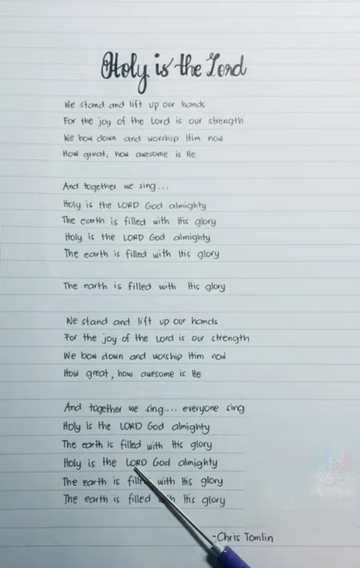 Holy is the Lord
We stand and lift up our hands
For the joy of the Lord is our strength
We bow down and worship Him now
How great, how awesome is He
And together we sing...
Holy is the LORD God almighty
The earth is filled with His glory
Holy is the LORD God almighty
The earth is filled with His glory
The earth is filled with His glory
We stand and lift up our hands
For the joy of the Lord is our strength
We bow down and worship Him now
How great, how awesome is He
And together we sing.... everyone sing
Holy is the LORD God almighty
The earth is filled with His glory
Holy is the LORD God almighty
The earth is filled with His glory
The earth is filled with His glory
-Chris Tomlin